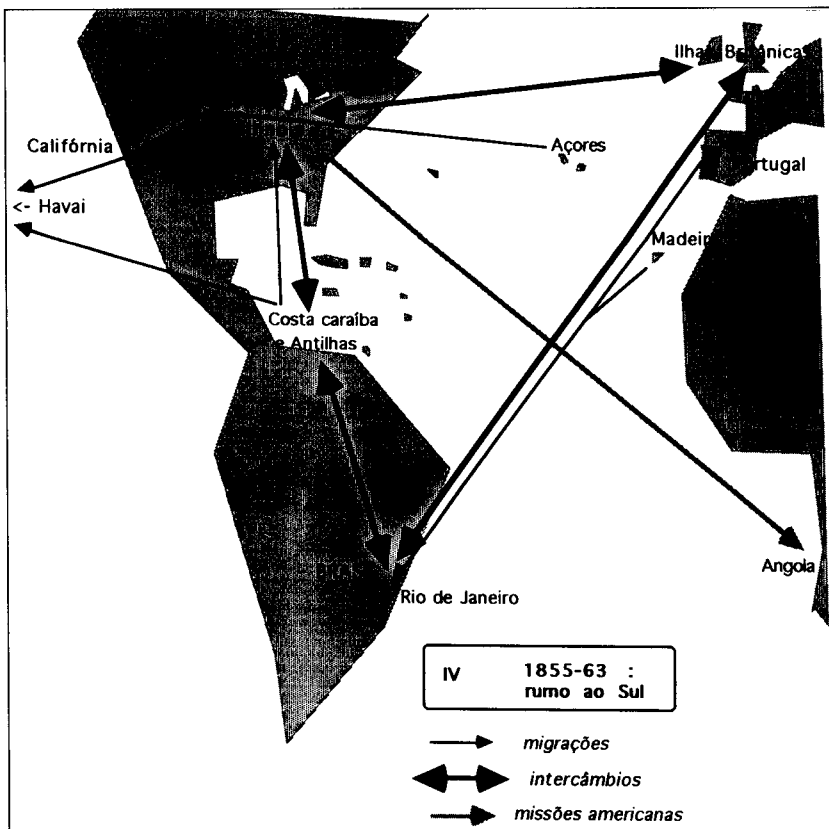 Ilhas Britânicas
Califórnia
Açores
Portugal
<- Havai
Madeira
Costa caraíba
e Antilhas
Angola
Rio de Janeiro
IV 1855-63 :
rumo ao Sul
migrações
intercâmbios
missões americanas